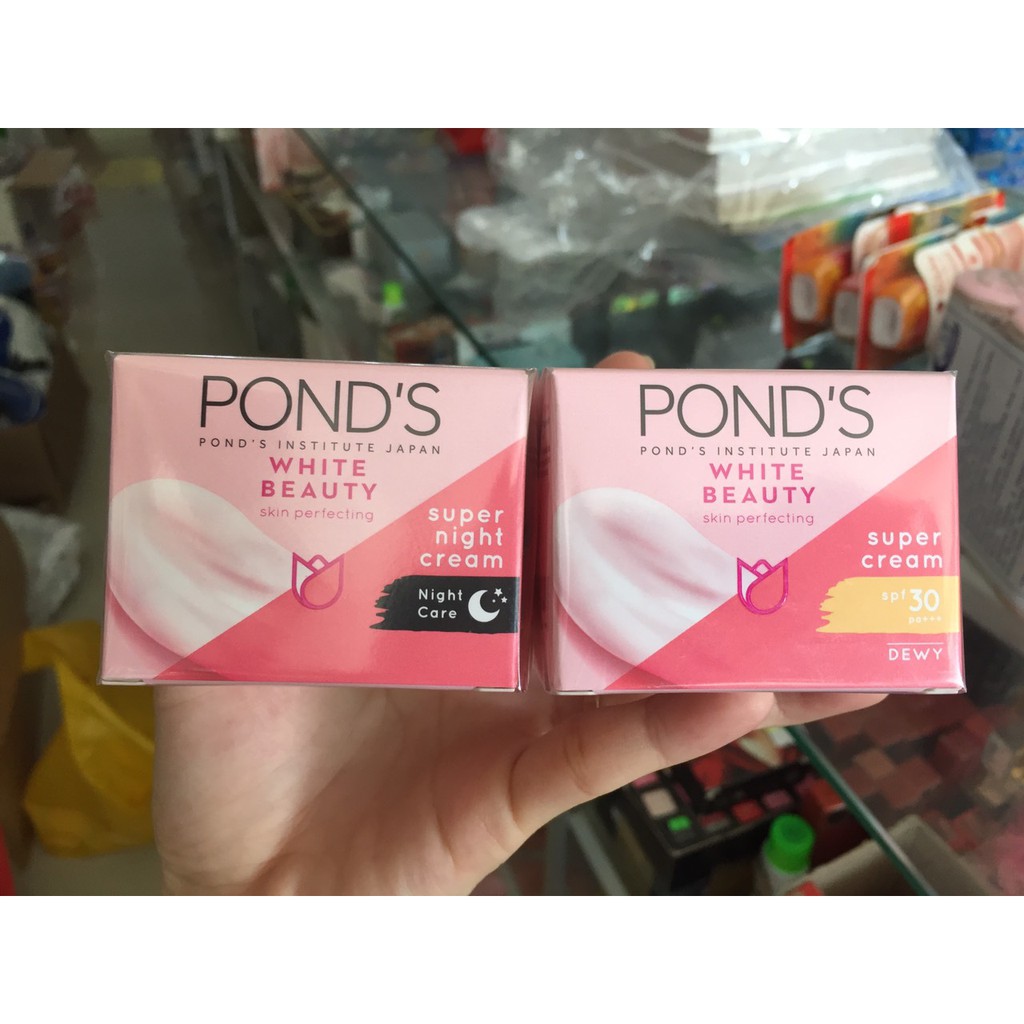 POND'S
POND'S INSTITUTE JAPAN
WHITE
BEAUTY
skin perfecting
super
night
cream
Night
Care
POND'S
POND'S INSTITUTE JAPAN
WHITE
BEAUTY
skin perfecting
super
cream
spf 30
pa+++
DEWY